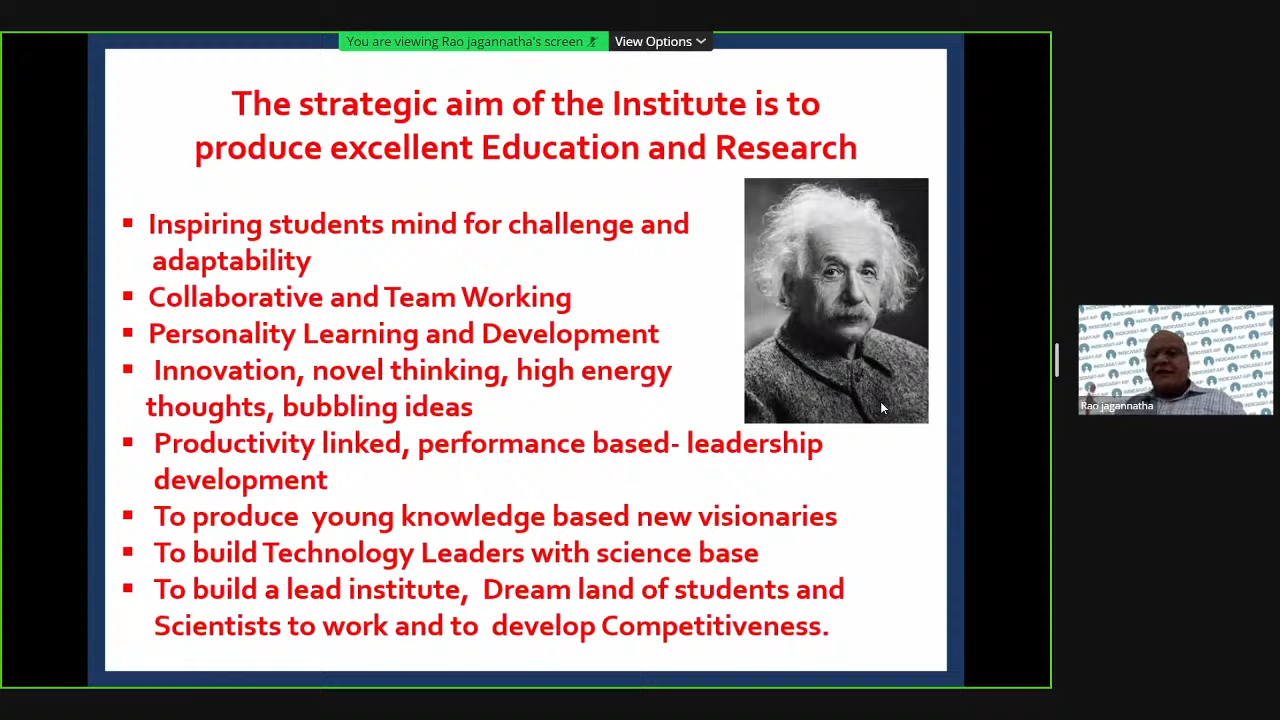 You are viewing Rao jagannatha's screen
View Options
The strategic aim of the Institute is to
produce excellent Education and Research
▪ Inspiring students mind for challenge and
adaptability
▪ Collaborative and Team Working
▪ Personality Learning and Development
▪ Innovation, novel thinking, high energy
thoughts, bubbling ideas
▪ Productivity linked, performance based- leadership
development
▪ To produce young knowledge based new visionaries
▪ To build Technology Leaders with science base
▪ To build a lead institute, Dream land of students and
Scientists to work and to develop Competitiveness.
INDICASAT-AIP
Rao jagannatha